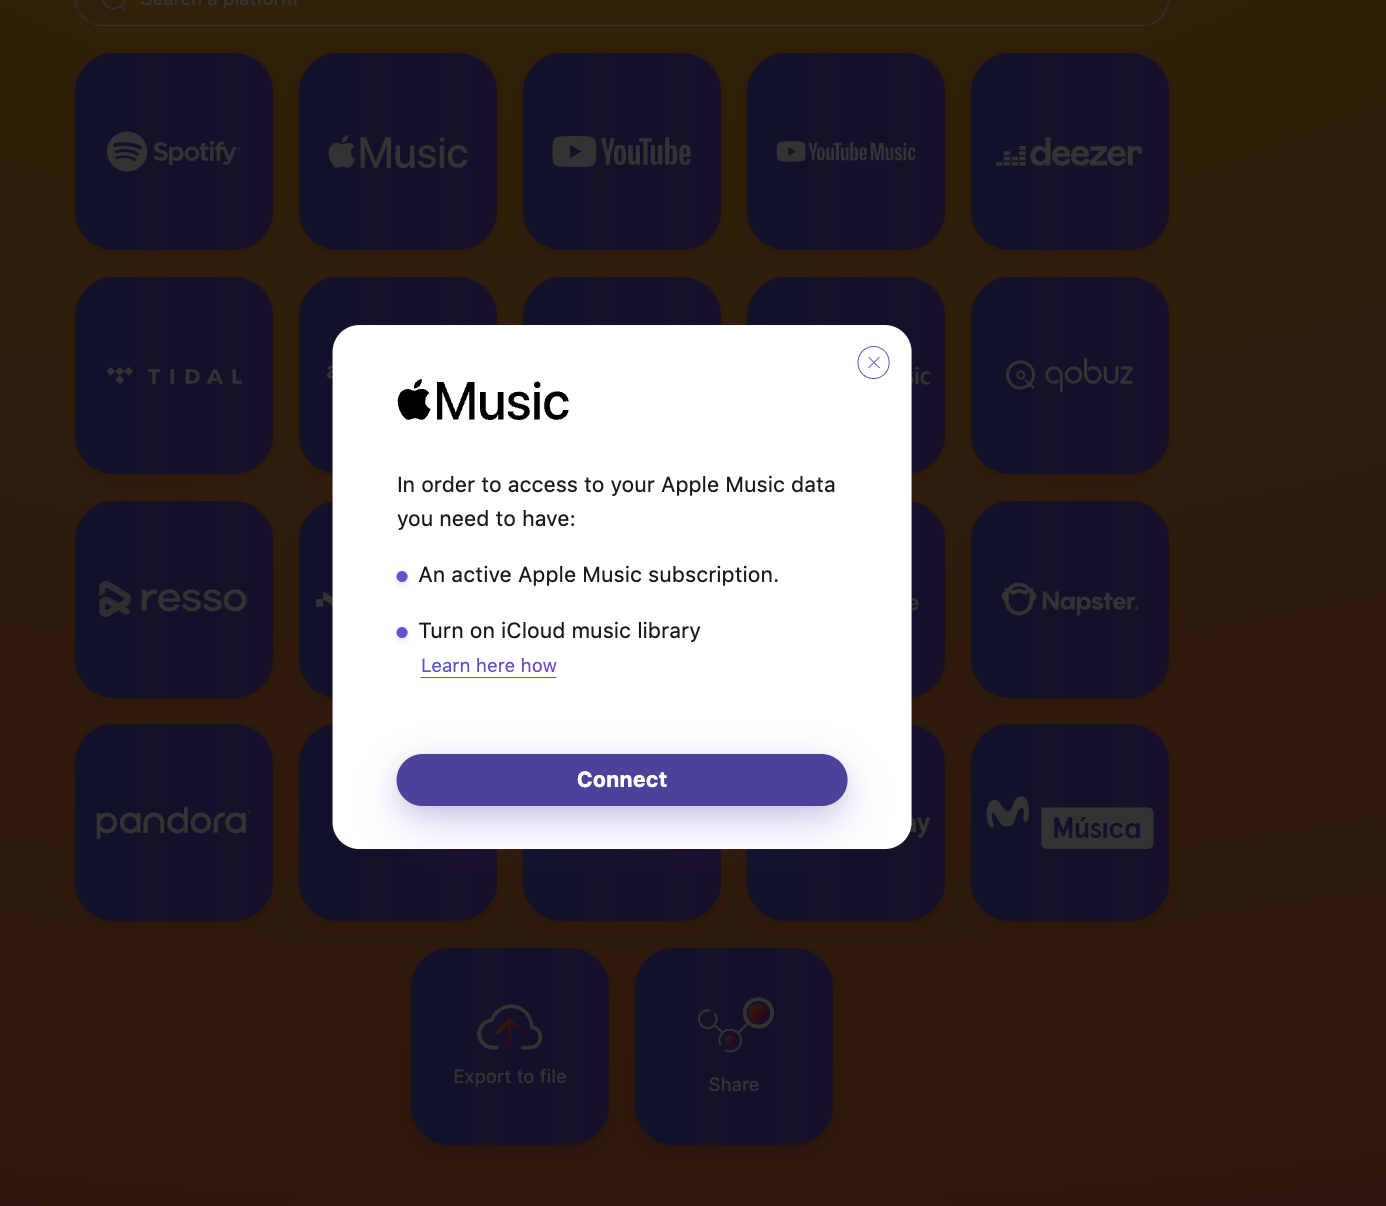 Search a platform
Spotify
Music
YouTube
YouTube Music
deezer
TIDAL
qobuz
Music
In order to access to your Apple Music data
you need to have:
An active Apple Music subscription.
Turn on iCloud music library
Learn here how
resso
Napster
Connect
pandora
Música
Export to file
Share